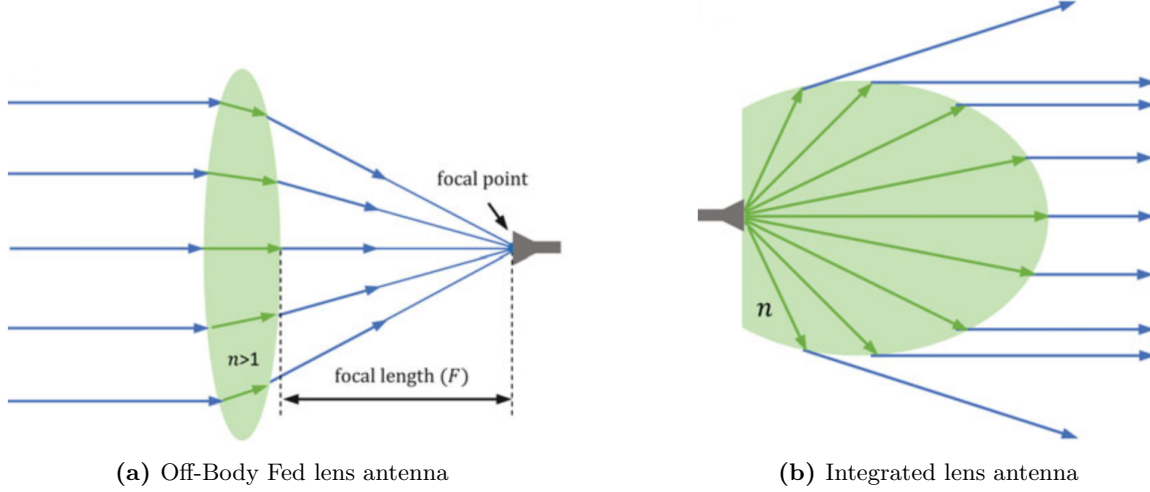 focal point
n>1
focal length (F)
n
(a) Off-Body Fed lens antenna
(b) Integrated lens antenna